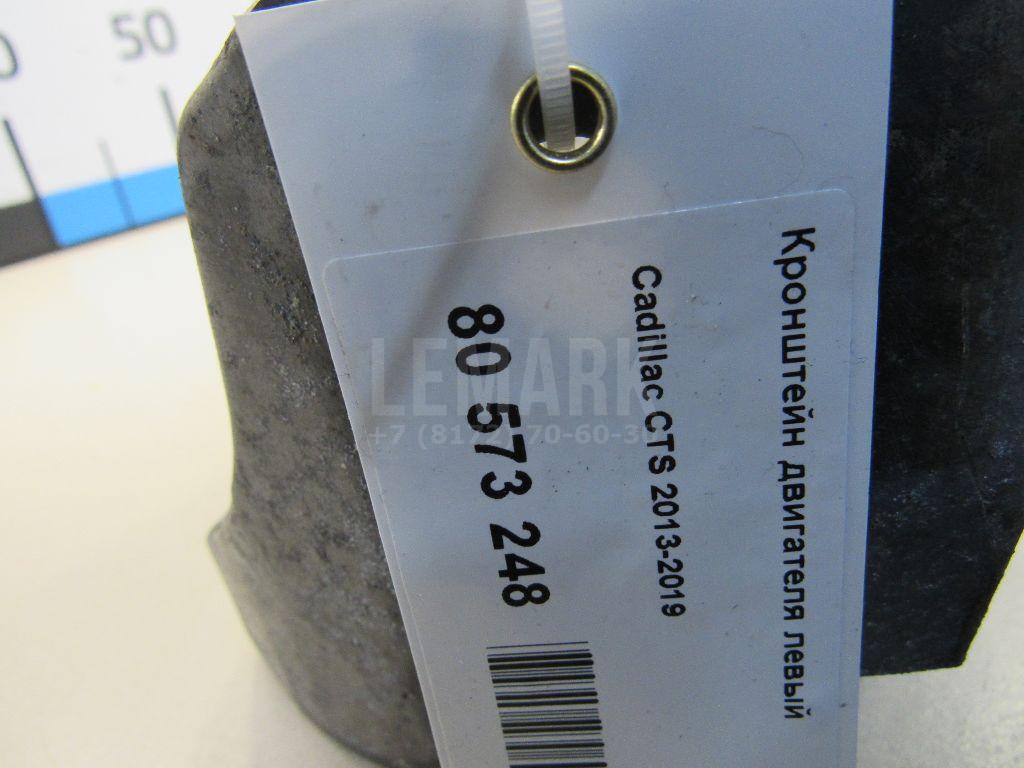 50
Кронштейн двигателя левый
Cadillac CTS 2013-2019
80 573 248
LEMARK